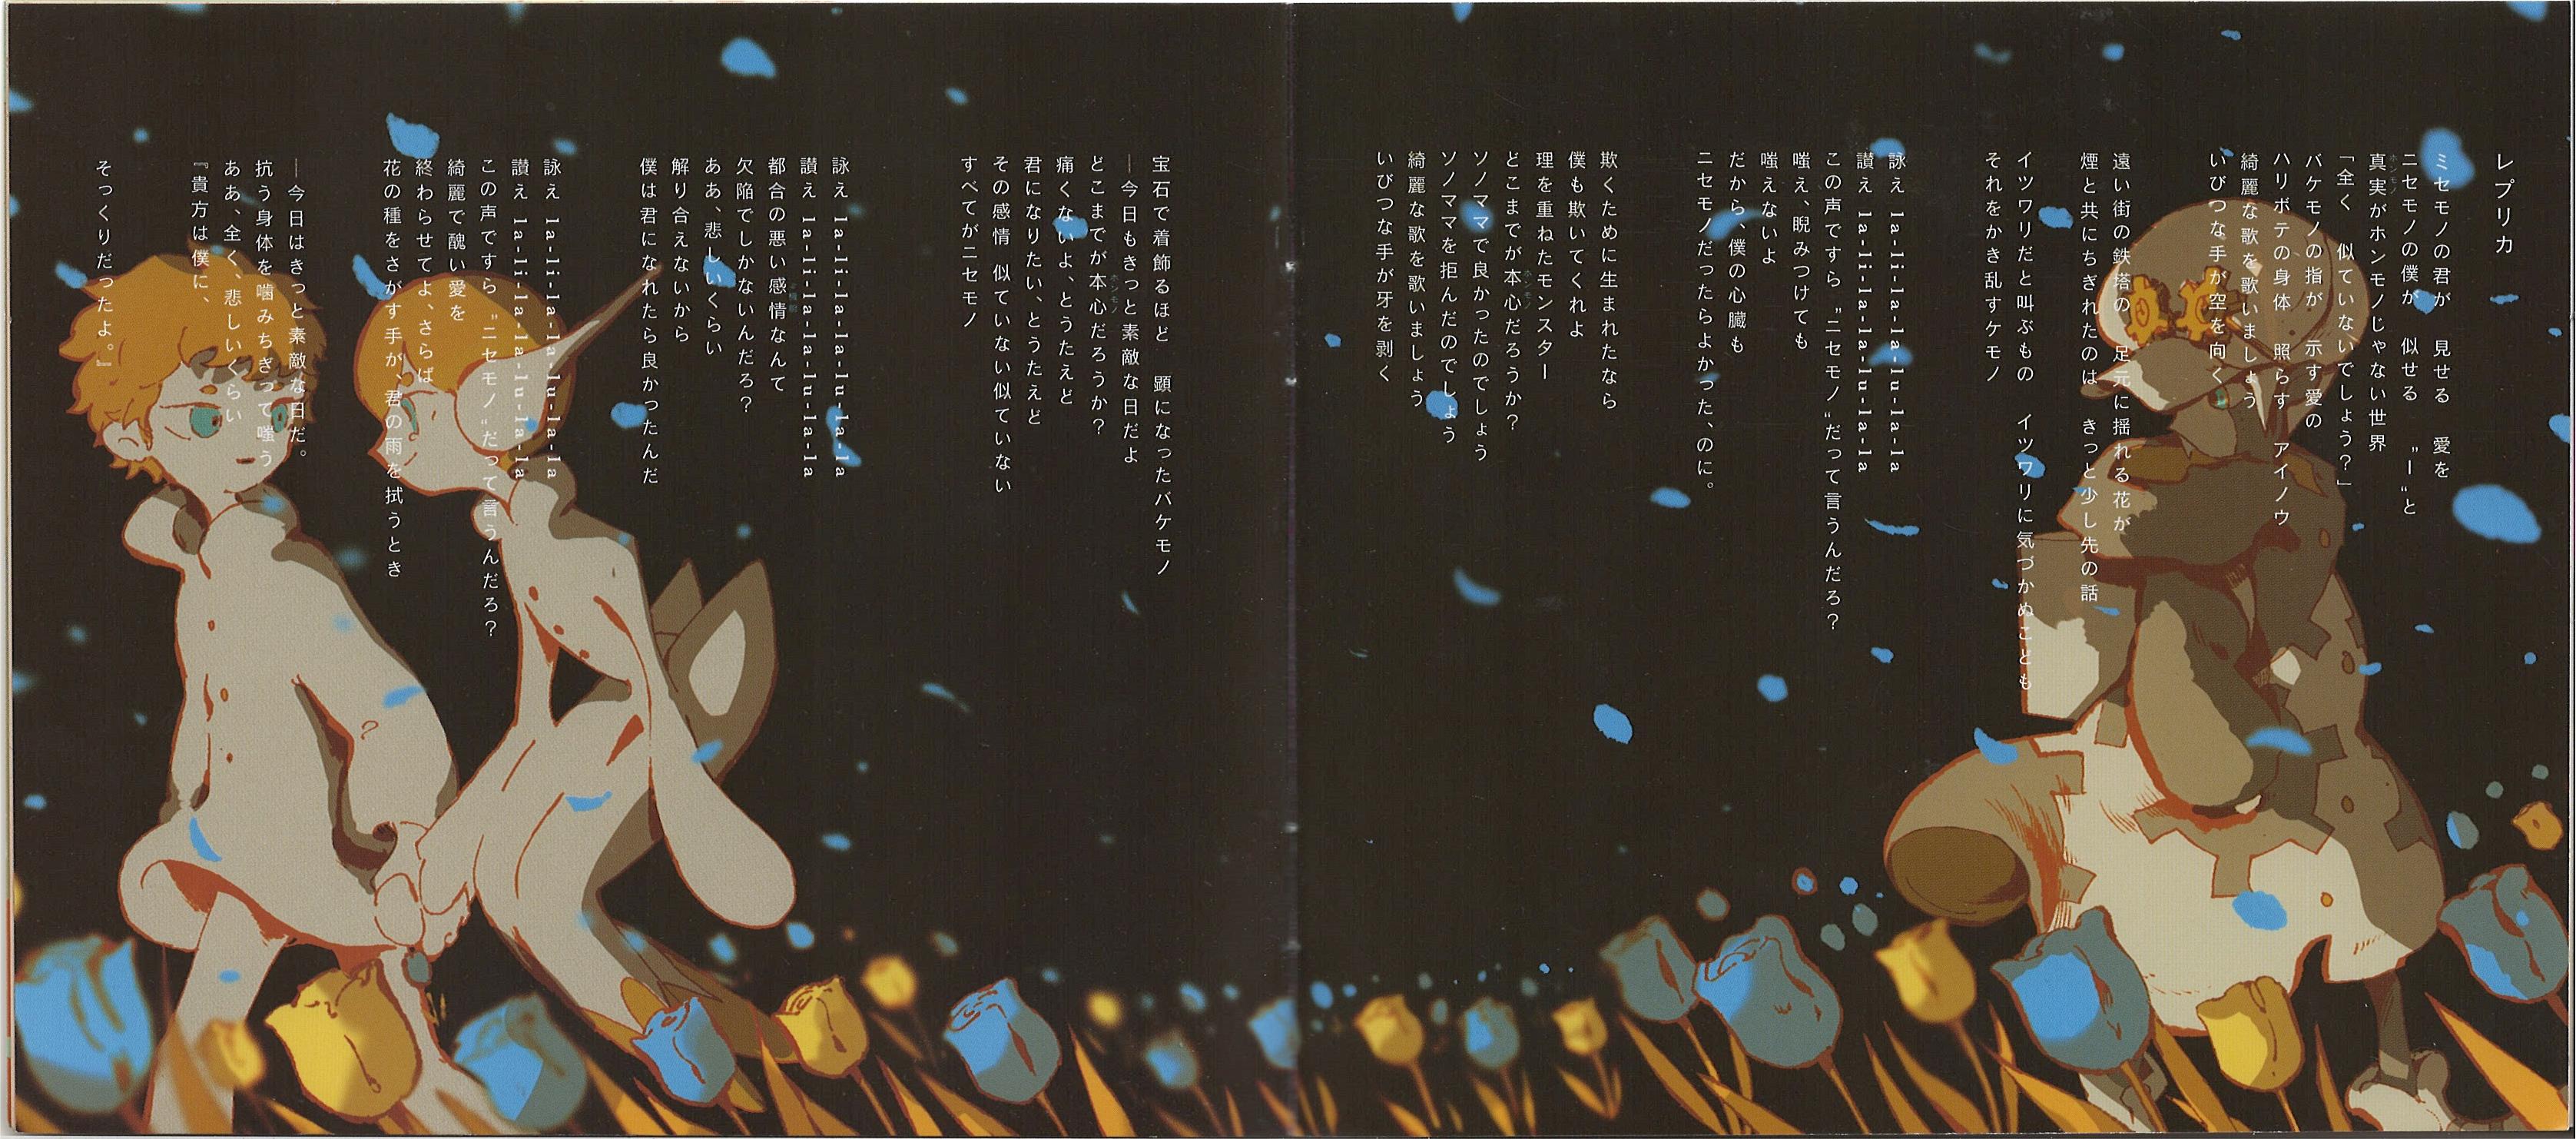 レプリカ
ミセモノの君が 見せる 愛を
ニセモノの僕が 似せる "I"と
真実がホンモノじゃない世界
「全く 似ていないでしょう？」
バケモノの指が 示す愛の
ハリボテの身体 照らす アイノウ
綺麗な歌を歌いましょう
いびつな手が空を向く
遠い街の鉄塔の 足元に揺れる花が
煙と共にちぎれたのは きっと少し先の話
イツワリだと叫ぶもの イツワリに気づかぬこども
それをかき乱すケモノ
詠え la-li-la-la-la-lu-la-la
讃え la-li-la-la-la-lu-la-la
この声ですら "ニセモノ"だって言うんだろ？
嗤え、睨みつけても
嗤えないよ
だから、僕の心臓も
ニセモノだったらよかった、のに。
欺くために生まれたなら
僕も欺いてくれよ
理を重ねたモンスター
どこまでが本心だろうか？
ソノママで良かったのでしょう
ソノママを拒んだのでしょう
綺麗な歌を歌いましょう
いびつな手が牙を剥く
宝石で着飾るほど 顕になったバケモノ
―今日もきっと素敵な日だよ
どこまでが本心だろうか？
痛くないよ、とうたえど
君になりたい、とうたえど
その感情 似ていない似ていない
すべてがニセモノ
詠え la-li-la-la-la-lu-la-la
讃え la-li-la-la-la-lu-la-la
都合の悪い感情なんて
欠陥でしかないんだろ？
ああ、悲しいくらい
解り合えないから
僕は君になれたら良かったんだ
詠え la-li-la-la-la-lu-la-la
讃え la-li-la-la-la-lu-la-la
この声ですら "ニセモノ"だって言うんだろ？
綺麗で醜い愛を
終わらせてよ、さらば
花の種をさがす手が、君の雨を拭うとき
―今日はきっと素敵な日だ。
抗う身体を噛みちぎって嗤う
ああ、全く、悲しいくらい
『貴方は僕に、
そっくりだったよ。』